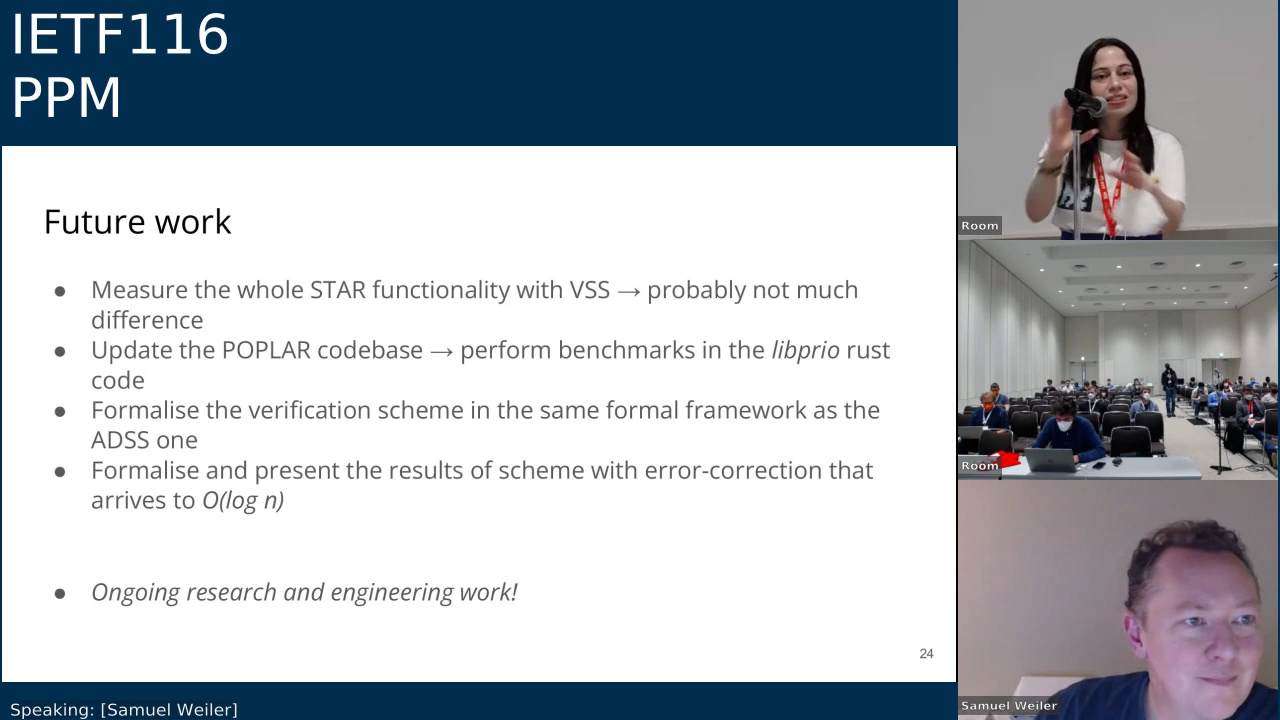 IETF116
PPM
Future work
● Measure the whole STAR functionality with VSS → probably not much
difference
● Update the POPLAR codebase → perform benchmarks in the libprio rust
code
● Formalise the verification scheme in the same formal framework as the
ADSS one
● Formalise and present the results of scheme with error-correction that
arrives to O(log n)
● Ongoing research and engineering work!
24
Speaking: [Samuel Weiler]
Room
Room
Samuel Weiler